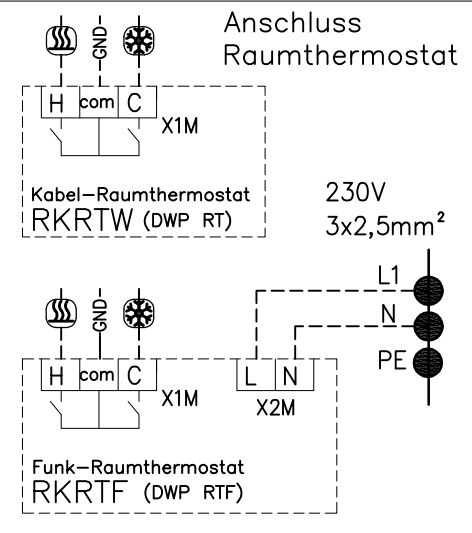 Anschluss
Raumthermostat
-GND-
H com C
X1M
Kabel-Raumthermostat
RKRTW (DWP RT)
230V
3x2,5mm²
L1
N
PE
-GND-
H com C
X1M
L N
X2M
Funk-Raumthermostat
RKRTF (DWP RTF)